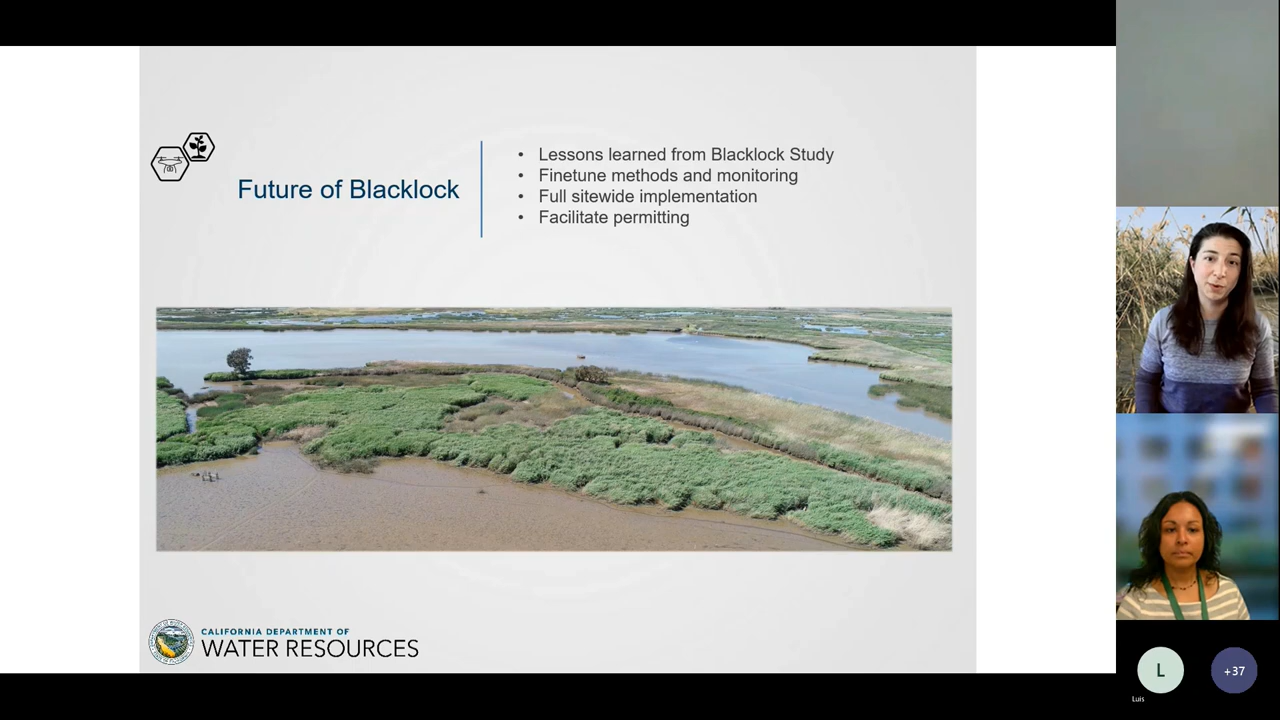 Future of Blacklock
• Lessons learned from Blacklock Study
• Finetune methods and monitoring
• Full sitewide implementation
• Facilitate permitting
CALIFORNIA DEPARTMENT OF
WATER RESOURCES
L
Luis
+37